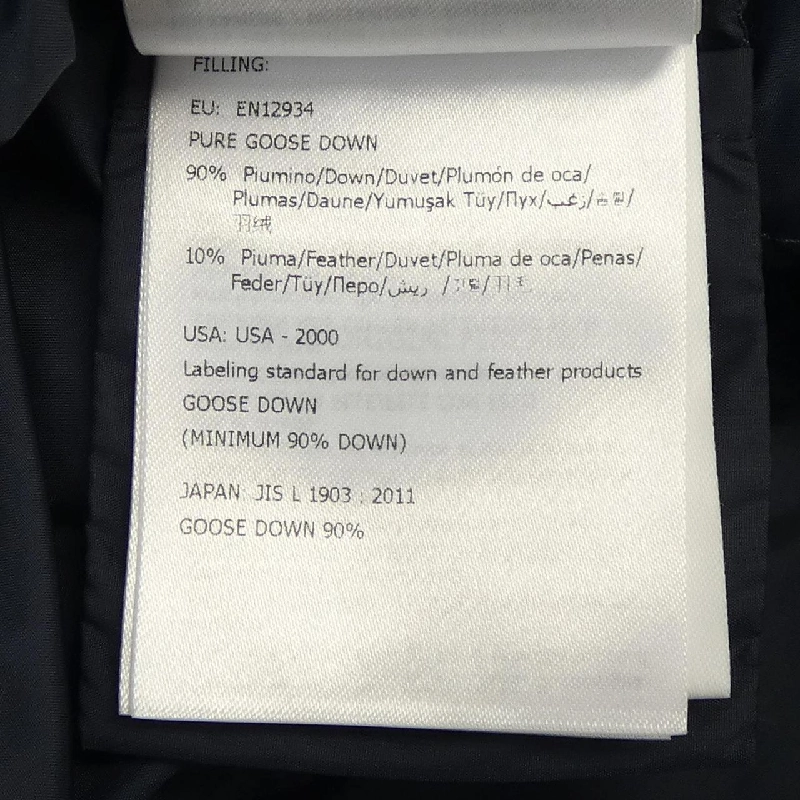 FILLING:
EU: EN12934
PURE GOOSE DOWN
90% Piumino/Down/Duvet/Plumón de oca/
Plumas/Daune/Yumuşak Tüy/Пух/زغب/
羽绒
10% Piuma/Feather/Duvet/Pluma de oca/Penas/
Feder/Tüy/Перо/ريش /
USA: USA - 2000
Labeling standard for down and feather products
GOOSE DOWN
(MINIMUM 90% DOWN)
JAPAN JIS L 1903 : 2011
GOOSE DOWN 90%